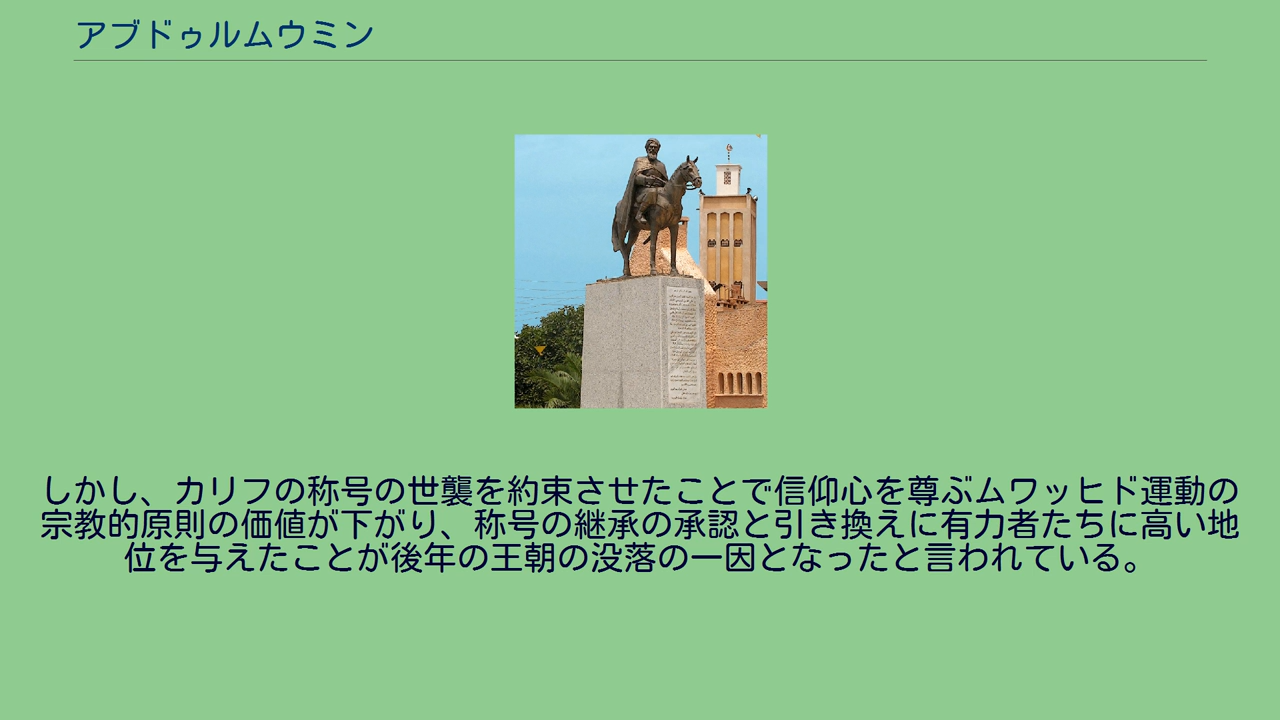 アブドゥルムウミン
しかし、カリフの称号の世襲を約束させたことで信仰心を尊ぶムワッヒド運動の
宗教的原則の価値が下がり、称号の継承の承認と引き換えに有力者たちに高い地
位を与えたことが後年の王朝の没落の一因となったと言われている。